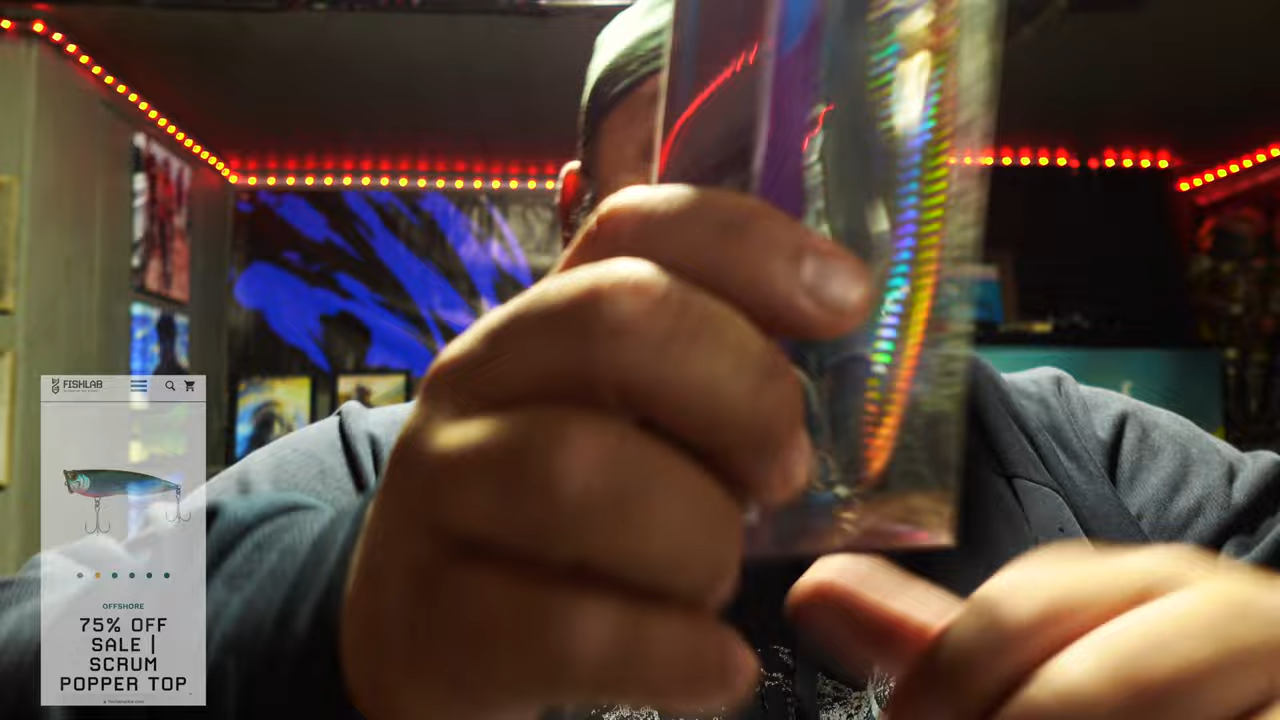 FISHLAB
OFFSHORE
75% OFF
SALE |
SCRUM
POPPER TOP